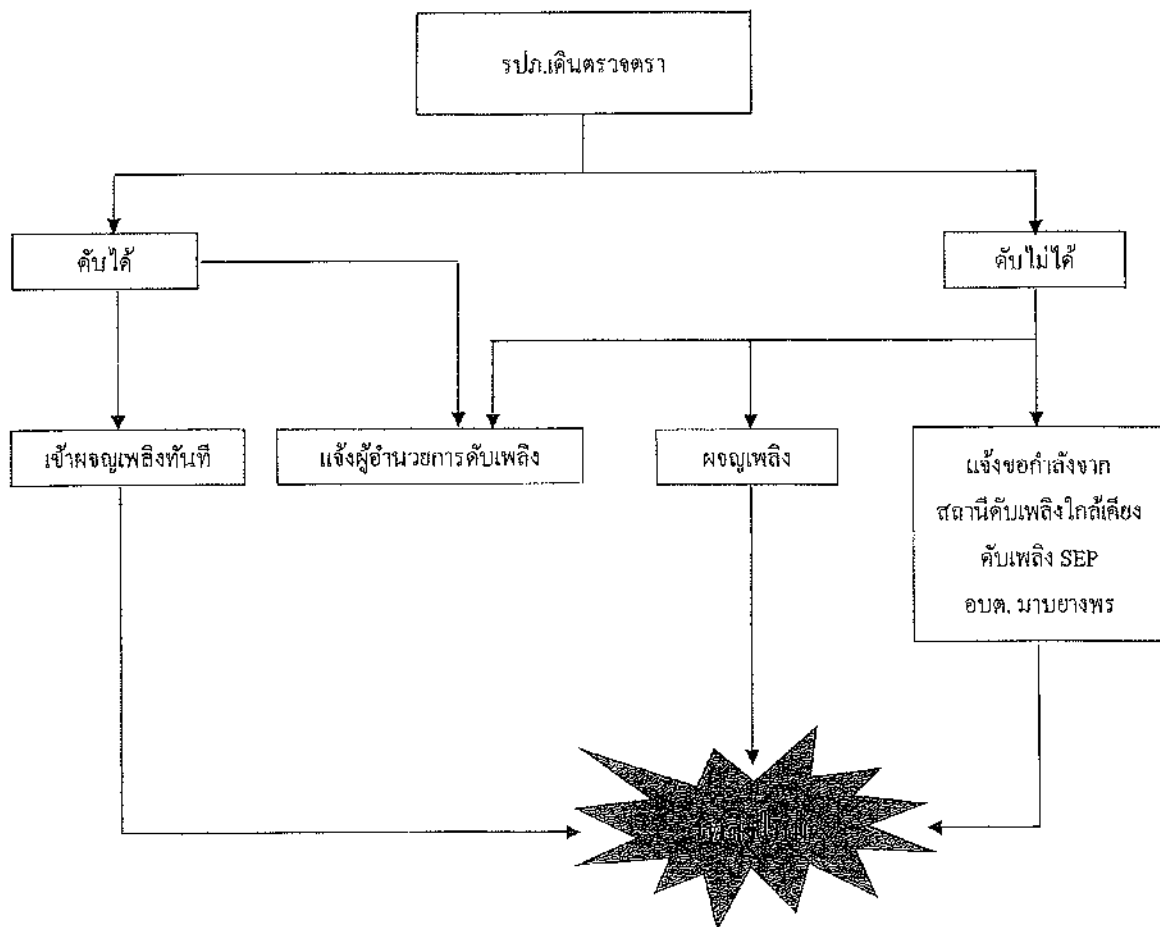 รปภ.เดินตรวจตรา
ดับได้
ดับไม่ได้
เข้าผจญเพลิงทันที
แจ้งผู้อำนวยการดับเพลิง
ผจญเพลิง
แจ้งขอกำลังจาก
สถานีดับเพลิงใกล้เคียง
ดับเพลิง SEP
อบต. มาบยางพร